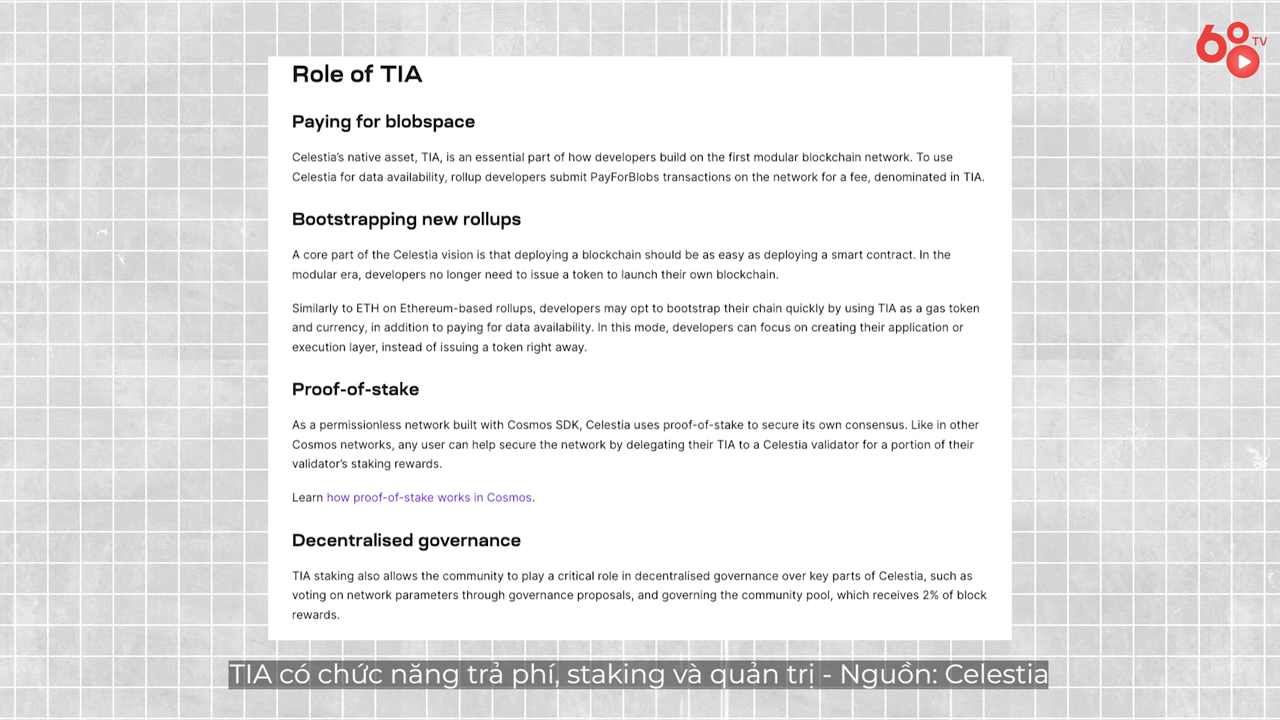 68 TV
Role of TIA
Paying for blobspace
Celestia’s native asset, TIA, is an essential part of how developers build on the first modular blockchain network. To use
Celestia for data availability, rollup developers submit PayForBlobs transactions on the network for a fee, denominated in TIA.
Bootstrapping new rollups
A core part of the Celestia vision is that deploying a blockchain should be as easy as deploying a smart contract. In the
modular era, developers no longer need to issue a token to launch their own blockchain.
Similarly to ETH on Ethereum-based rollups, developers may opt to bootstrap their chain quickly by using TIA as a gas token
and currency, in addition to paying for data availability. In this mode, developers can focus on creating their application or
execution layer, instead of issuing a token right away.
Proof-of-stake
As a permissionless network built with Cosmos SDK, Celestia uses proof-of-stake to secure its own consensus. Like in other
Cosmos networks, any user can help secure the network by delegating their TIA to a Celestia validator for a portion of their
validator’s staking rewards.
Learn how proof-of-stake works in Cosmos.
Decentralised governance
TIA staking also allows the community to play a critical role in decentralised governance over key parts of Celestia, such as
voting on network parameters through governance proposals, and governing the community pool, which receives 2% of block
rewards.
TIA có chức năng trả phí, staking và quản trị - Nguồn: Celestia